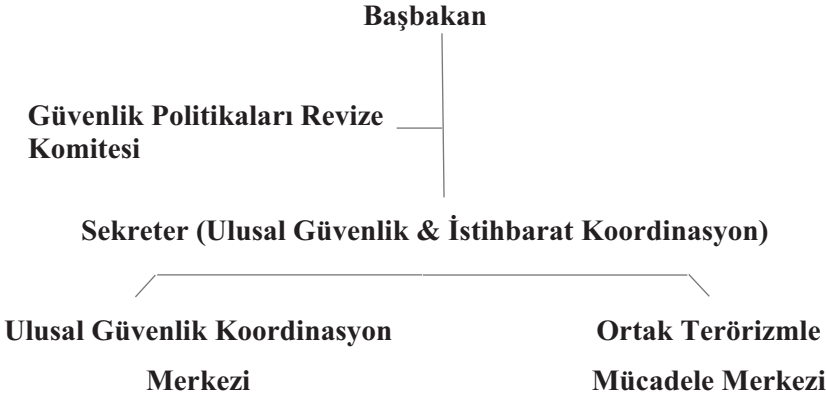 Başbakan
Güvenlik Politikaları Revize
Komitesi
Sekreter (Ulusal Güvenlik & İstihbarat Koordinasyon)
Ulusal Güvenlik Koordinasyon
Merkezi
Ortak Terörizmle
Mücadele Merkezi